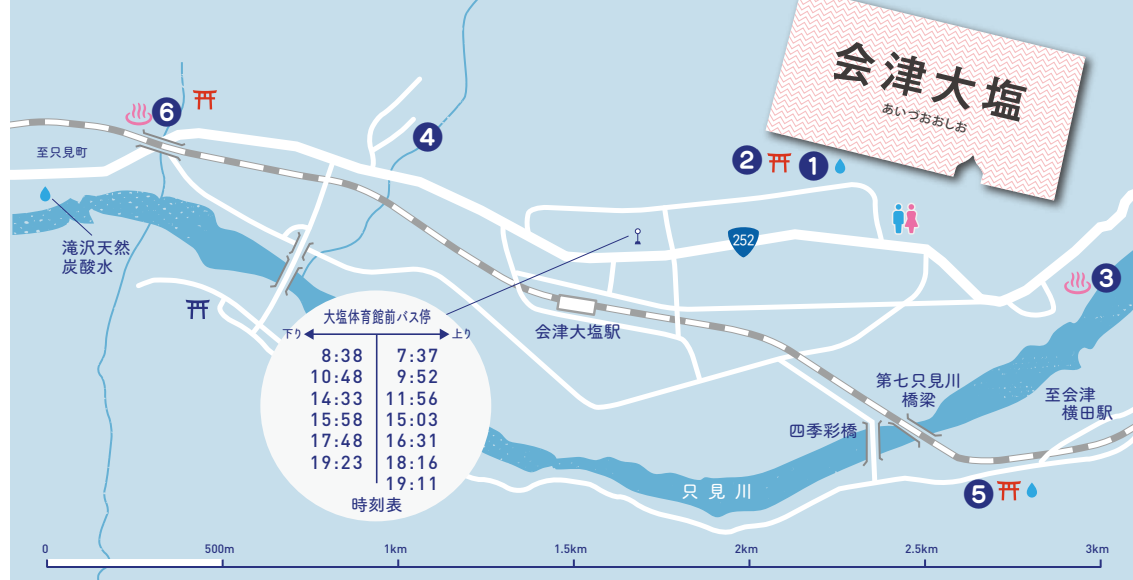 会津大塩
あいづおおしお
6
4
2
1
至只見町
252
滝沢天然
炭酸水
3
大塩体育館前バス停
下り
上り
8:38 7:37
10:48 9:52
14:33 11:56
15:58 15:03
17:48 16:31
19:23 18:16
19:11
時刻表
会津大塩駅
第七只見川
橋梁
至会津
横田駅
四季彩橋
只見川
5
0 500m 1km 1.5km 2km 2.5km 3km